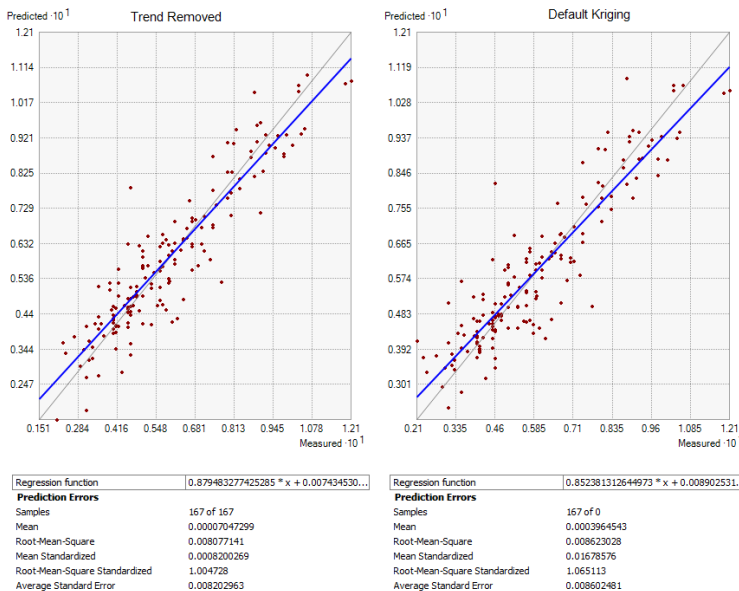 Predicted ·10 1
Trend Removed
1.21
1.114
1.017
0.921
0.825
0.729
0.632
0.536
0.44
0.344
0.247
0.151 0.284 0.416 0.548 0.681 0.813 0.945 1.078 1.21
Measured ·10 1
Regression function 0.879483277425285 * x + 0.007434530...
Prediction Errors
Samples 167 of 167
Mean 0.00007047299
Root-Mean-Square 0.008077141
Mean Standardized 0.0008200269
Root-Mean-Square Standardized 1.004728
Average Standard Error 0.008202963
Predicted ·10 1
Default Kriging
1.21
1.119
1.028
0.937
0.846
0.755
0.665
0.574
0.483
0.392
0.301
0.21 0.335 0.46 0.585 0.71 0.835 0.96 1.085 1.21
Measured ·10
Regression function 0.852381312644973 * x + 0.008902531.
Prediction Errors
Samples 167 of 0
Mean 0.0003964543
Root-Mean-Square 0.008623028
Mean Standardized 0.01678576
Root-Mean-Square Standardized 1.065113
Average Standard Error 0.008602481